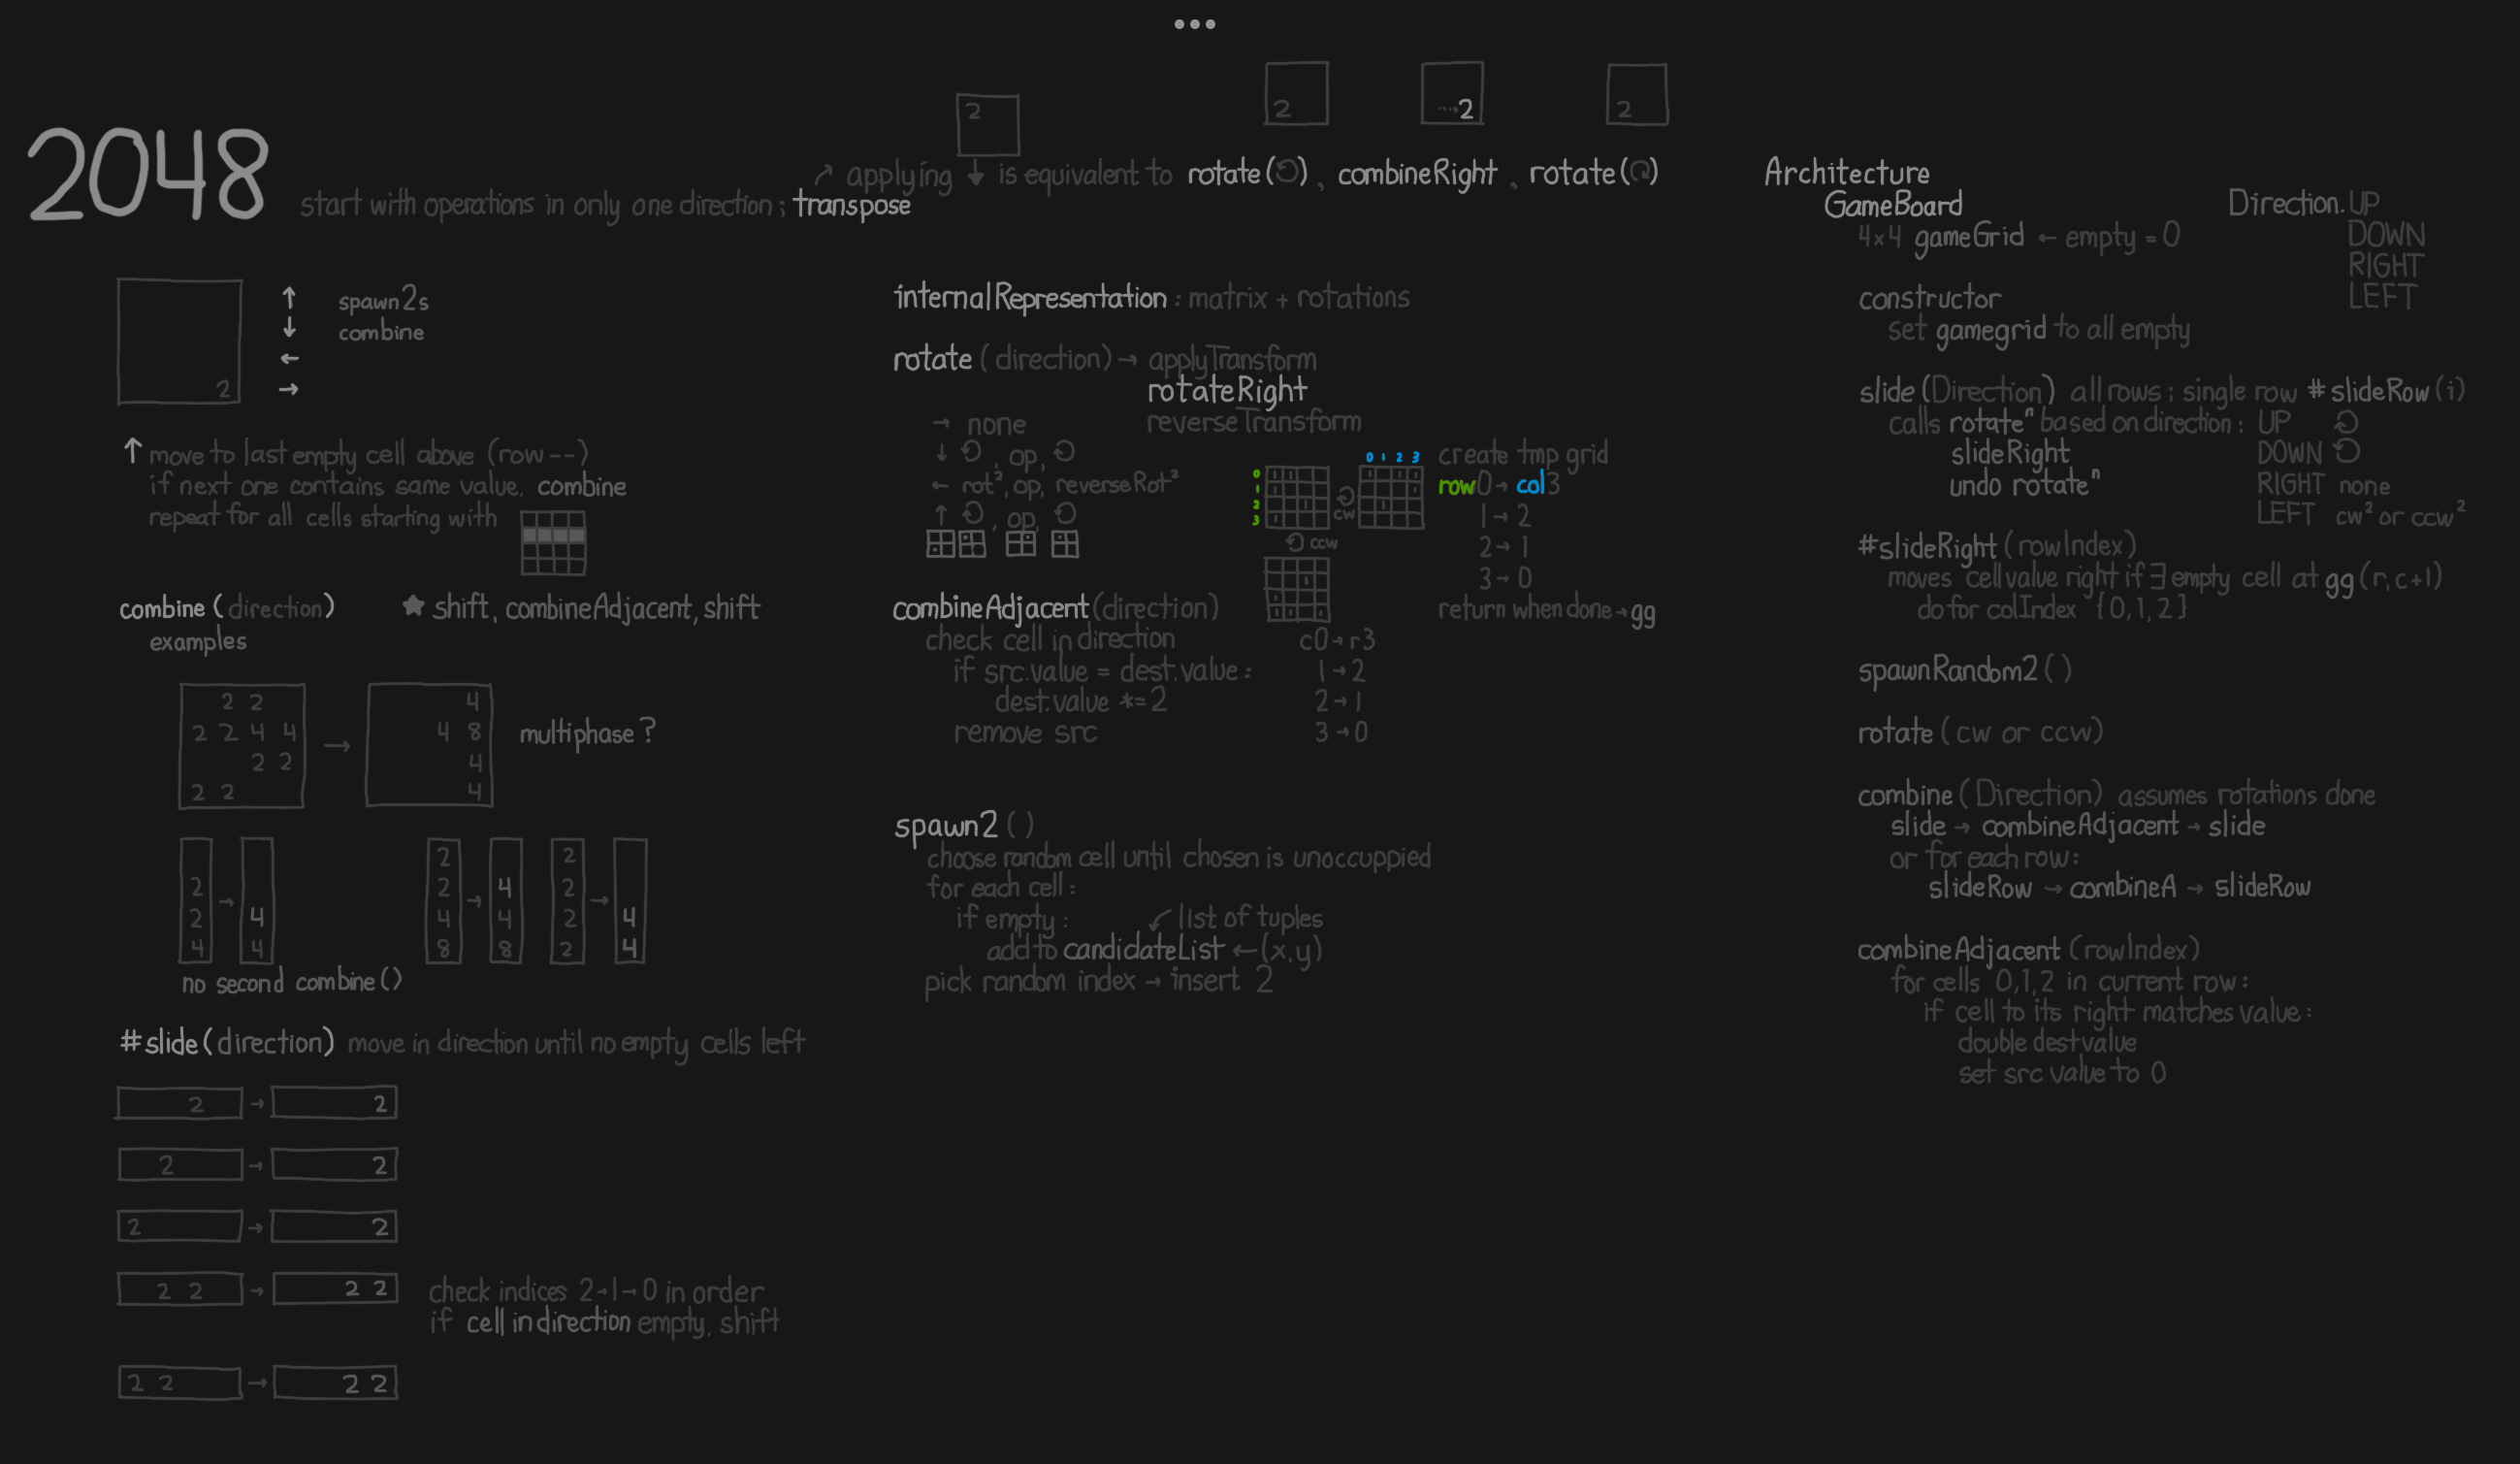 2048
start with operations in only one direction ; transpose
2
2
⋯→2
2
↗ applying ↓ is equivalent to rotate(↺), combineRight, rotate(↻)
2
↑ spawn 2s
↓ combine
←
→
↑ move to last empty cell above (row--)
if next one contains same value, combine
repeat for all cells starting with
combine (direction) ★ shift, combineAdjacent, shift
examples
2 2
2 2 4 4
2 2
2 2
→
4
4 8
4
4
multiphase?
2
2
4
→
4
4
2
2
4
8
→
4
4
8
2
2
2
2
→
4
4
no second combine()
#slide(direction) move in direction until no empty cells left
2 → 2
2 → 2
2 → 2
2 2 → 2 2
check indices 2→1→0 in order
if cell in direction empty, shift
2 2 → 2 2
internalRepresentation : matrix + rotations
rotate (direction) → applyTransform
rotateRight
reverseTransform
→ none
↓ ↺, op, ↻
← rot², op, reverseRot²
↑ ↻, op, ↺
0 1 2 3
0
1
2
3
↻ cw
↺ ccw
create tmp grid
row 0 → col 3
1 → 2
2 → 1
3 → 0
return when done → gg
c0 → r3
1 → 2
2 → 1
3 → 0
combineAdjacent(direction)
check cell in direction
if src.value = dest.value :
dest.value *= 2
remove src
spawn2 ()
choose random cell until chosen is unoccuppied
for each cell :
if empty : ↙ list of tuples
add to candidateList ← (x,y)
pick random index → insert 2
Architecture
GameBoard
4×4 gameGrid ← empty = 0
Direction. UP
DOWN
RIGHT
LEFT
constructor
set gamegrid to all empty
slide (Direction) all rows ; single row #slideRow(i)
calls rotateⁿ based on direction : UP ↻
slideRight DOWN ↺
undo rotateⁿ RIGHT none
LEFT cw² or ccw²
#slideRight (rowIndex)
moves cell value right if ∃ empty cell at gg (r, c+1)
do for colIndex {0,1,2}
spawnRandom2 ()
rotate (cw or ccw)
combine (Direction) assumes rotations done
slide → combineAdjacent → slide
or for each row :
slideRow → combineA → slideRow
combineAdjacent (rowIndex)
for cells 0,1,2 in current row :
if cell to its right matches value :
double dest value
set src value to 0